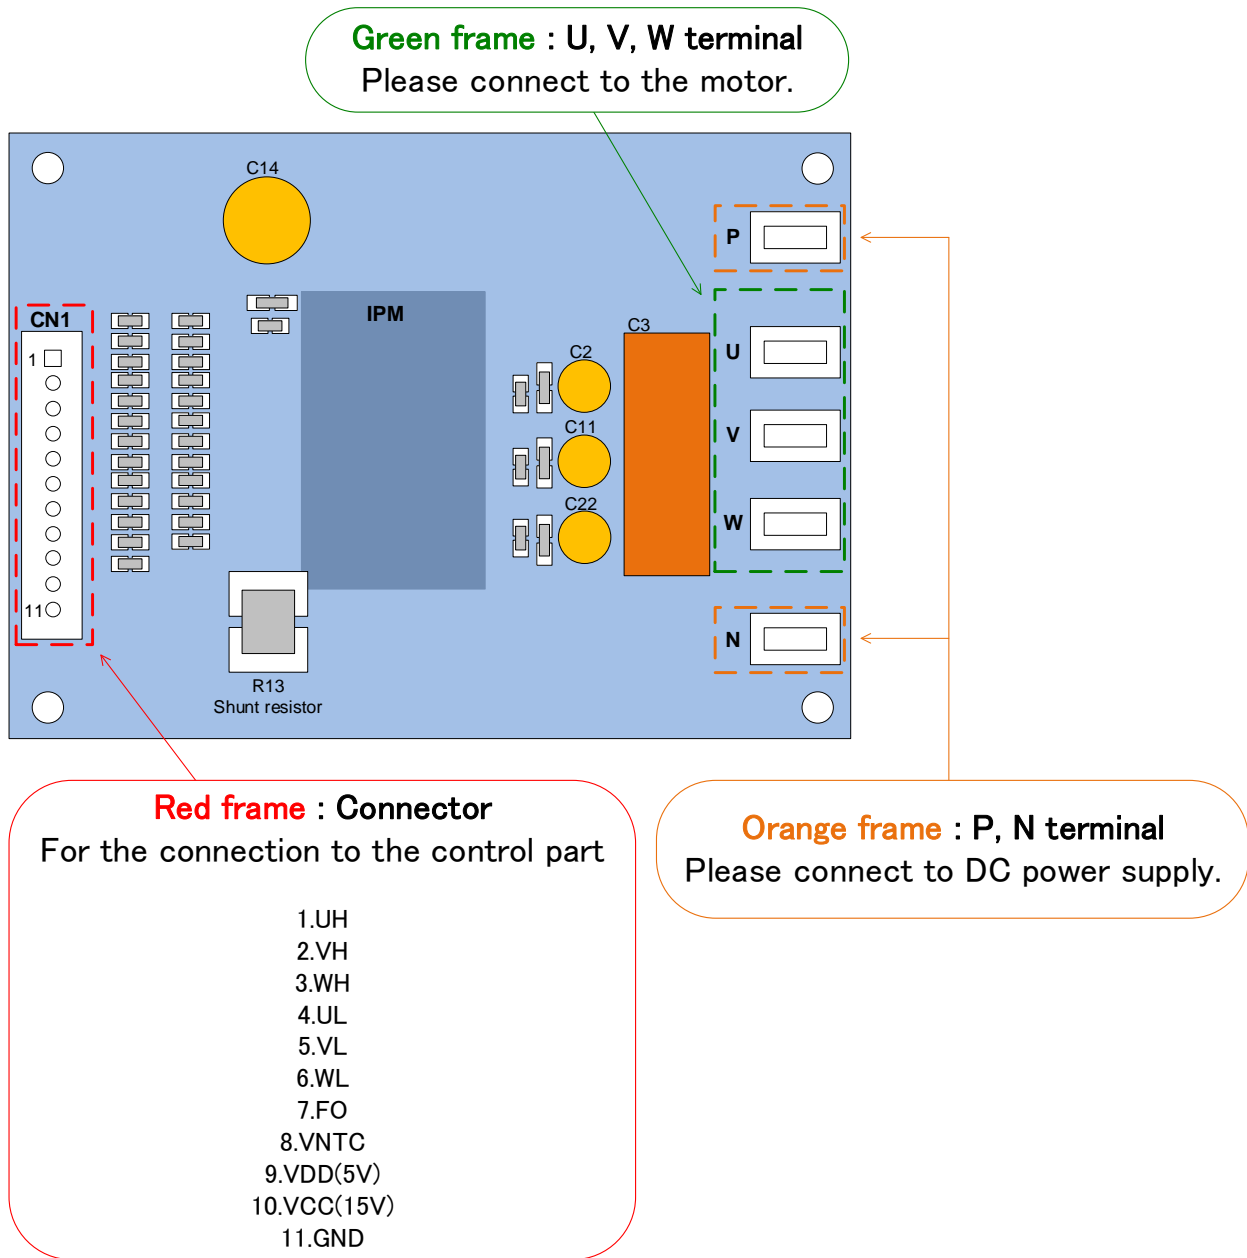 Green frame : U, V, W terminal
Please connect to the motor.
C14
P
CN1
IPM
C3
1
C2
U
C11
V
C22
W
11
N
R13
Shunt resistor
Red frame : Connector
For the connection to the control part
1.UH
2.VH
3.WH
4.UL
5.VL
6.WL
7.FO
8.VNTC
9.VDD(5V)
10.VCC(15V)
11.GND
Orange frame : P, N terminal
Please connect to DC power supply.